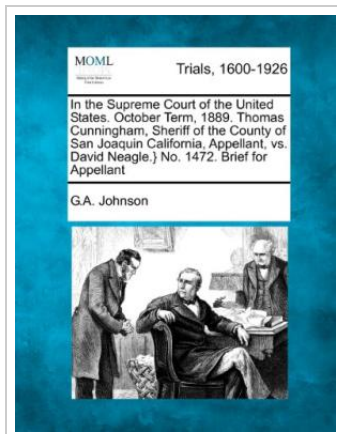 MOML
Trials, 1600-1926
In the Supreme Court of the United
States. October Term, 1889. Thomas
Cunningham, Sheriff of the County of
San Joaquin California, Appellant, vs.
David Neagle.} No. 1472. Brief for
Appellant
G.A. Johnson